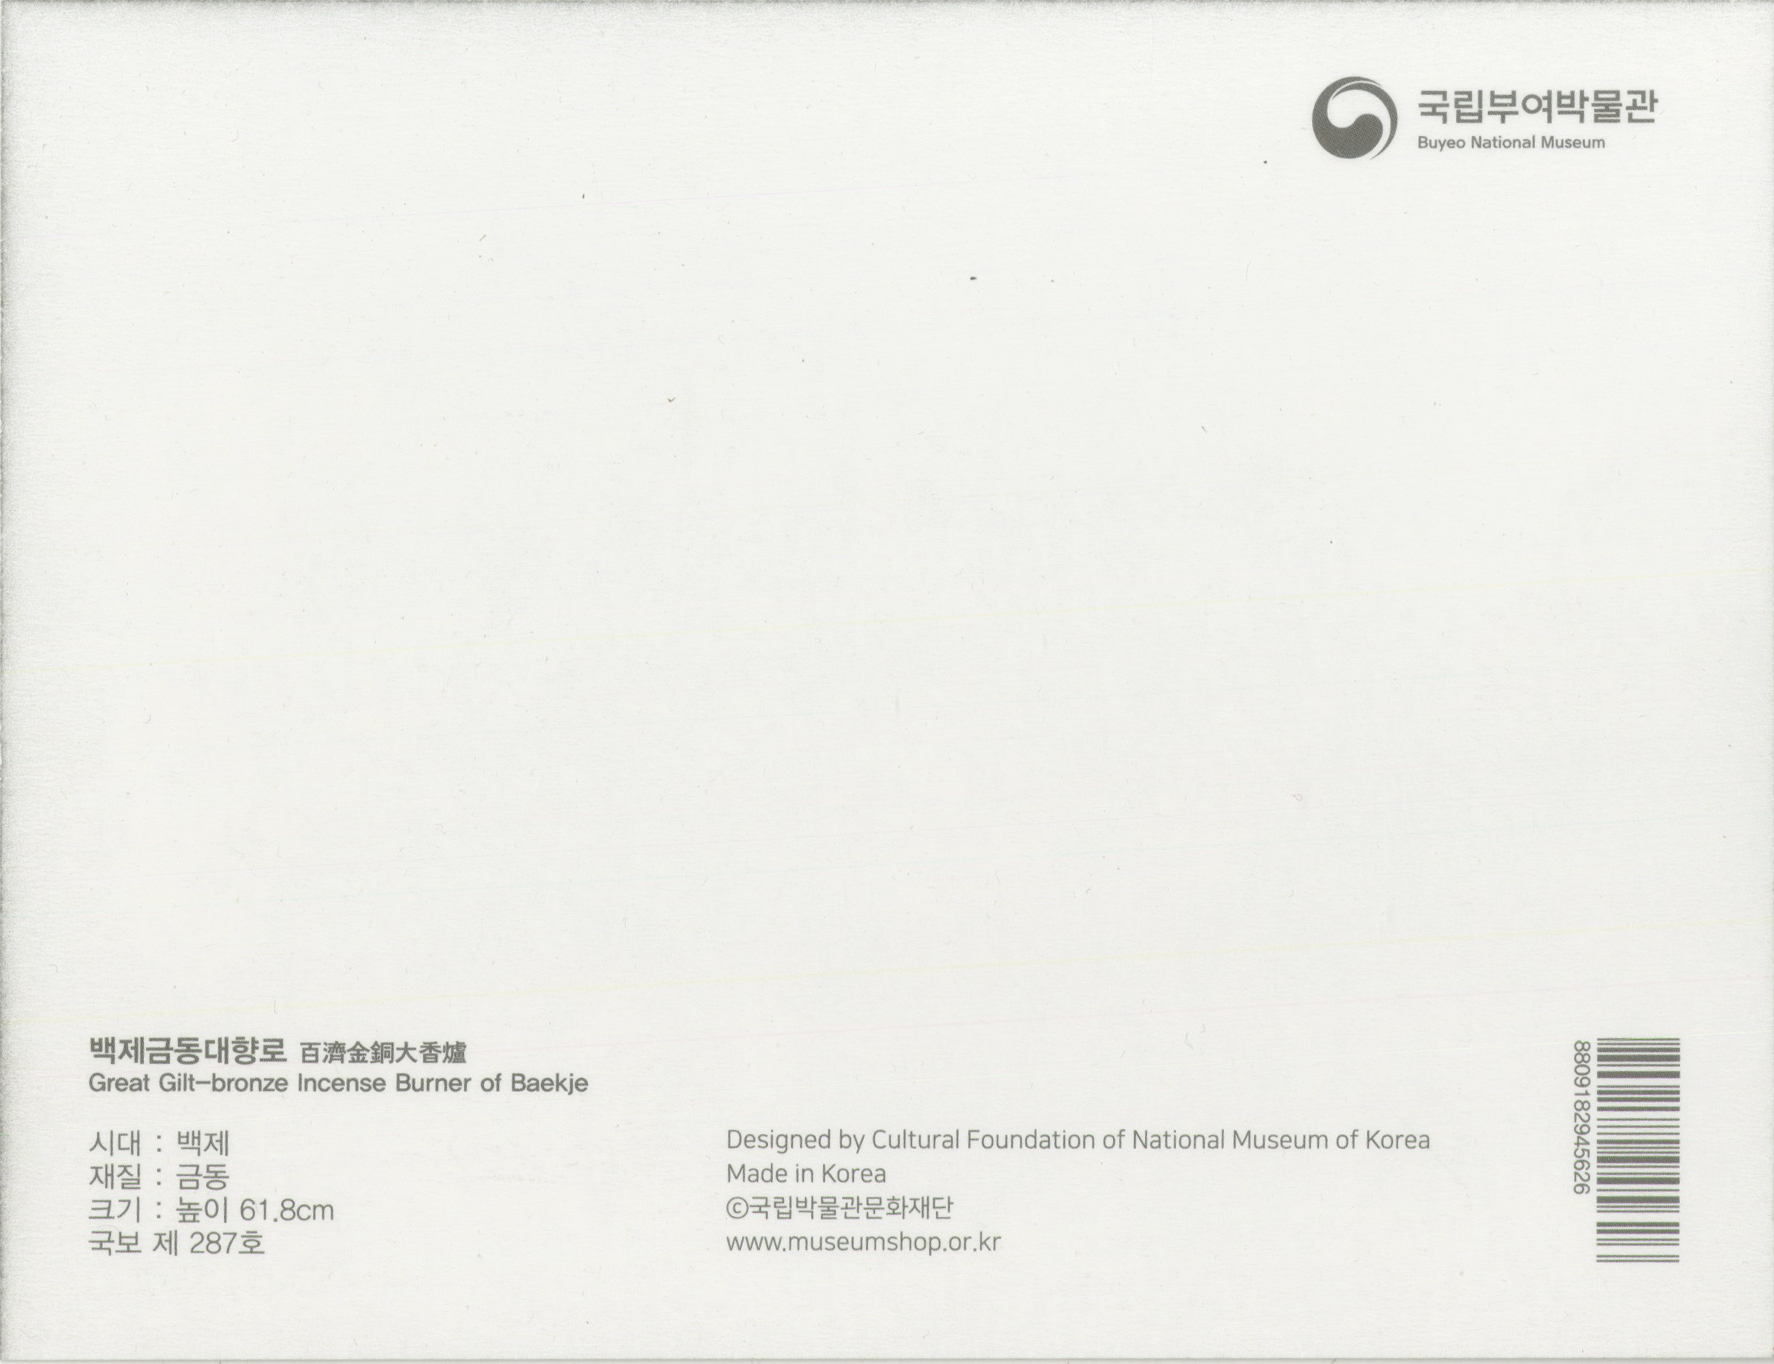 국립부여박물관
Buyeo National Museum
백제금동대향로 百濟金銅大香爐
Great Gilt-bronze Incense Burner of Baekje
시대 : 백제
재질 : 금동
크기 : 높이 61.8cm
국보 제 287호
Designed by Cultural Foundation of National Museum of Korea
Made in Korea
©국립박물관문화재단
www.museumshop.or.kr
8809182945626